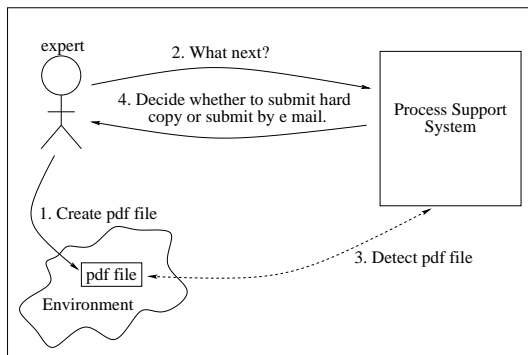 expert
2. What next?
4. Decide whether to submit hard
copy or submit by e mail.
Process Support
System
1. Create pdf file
pdf file
3. Detect pdf file
Environment